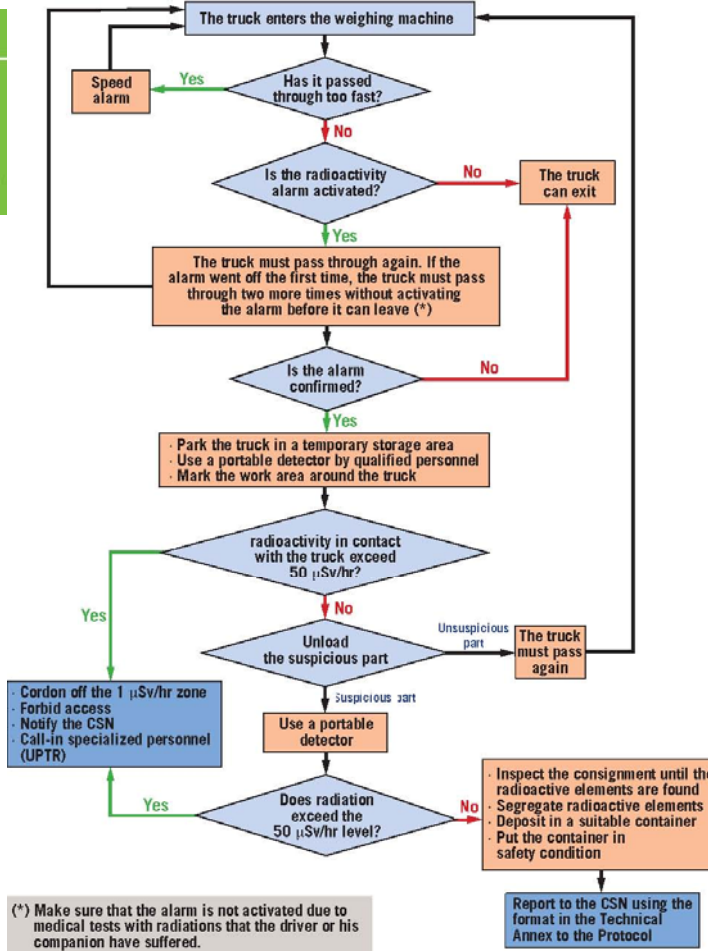 The truck enters the weighing machine
Speed
alarm
Yes
Has it passed
through too fast?
No
Is the radioactivity
alarm activated?
No
The truck
can exit
Yes
The truck must pass through again. If the
alarm went off the first time, the truck must pass
through two more times without activating
the alarm before it can leave (*)
Is the alarm
confirmed?
No
Yes
· Park the truck in a temporary storage area
· Use a portable detector by qualified personnel
· Mark the work area around the truck
radioactivity in contact
with the truck exceed
50 µSv/hr?
Yes
No
Unload
the suspicious part
Unsuspicious
part
The truck
must pass
again
· Cordon off the 1 µSv/hr zone
· Forbid access
· Notify the CSN
· Call-in specialized personnel
(UPTR)
Suspicious part
Use a portable
detector
Does radiation
exceed the
50 µSv/hr level?
Yes
No
· Inspect the consignment until the
radioactive elements are found
· Segregate radioactive elements
· Deposit in a suitable container
· Put the container in
safety condition
Report to the CSN using the
format in the Technical
Annex to the Protocol
(*) Make sure that the alarm is not activated due to
medical tests with radiations that the driver or his
companion have suffered.